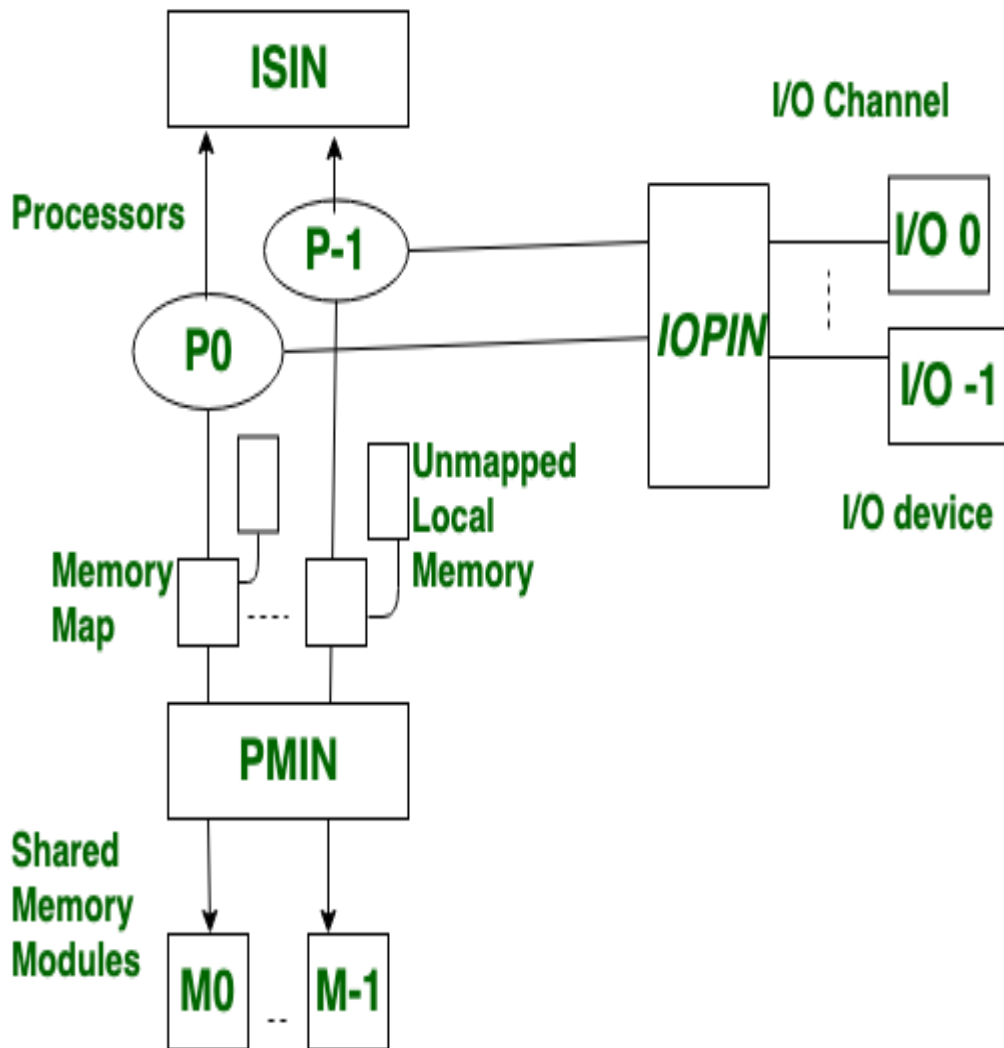 ISIN
I/O Channel
Processors
P-1
I/O 0
P0
IOPIN
I/O -1
Unmapped
Local
Memory
I/O device
Memory
Map
PMIN
Shared
Memory
Modules
M0
M-1